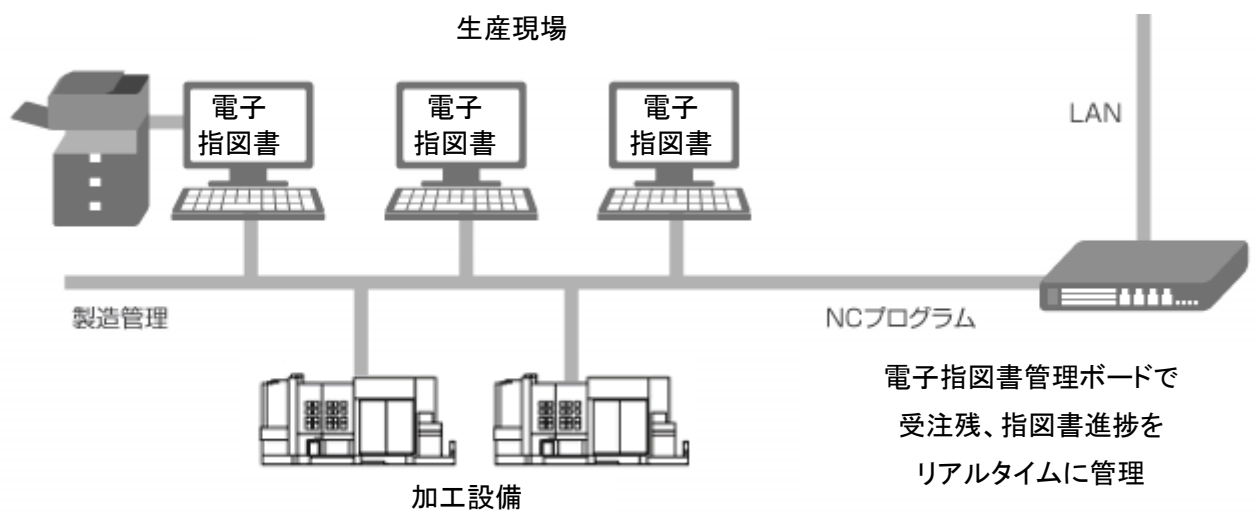 生産現場
電子
指図書
電子
指図書
電子
指図書
LAN
製造管理
NCプログラム
電子指図書管理ボードで
受注残、指図書進捗を
リアルタイムに管理
加工設備